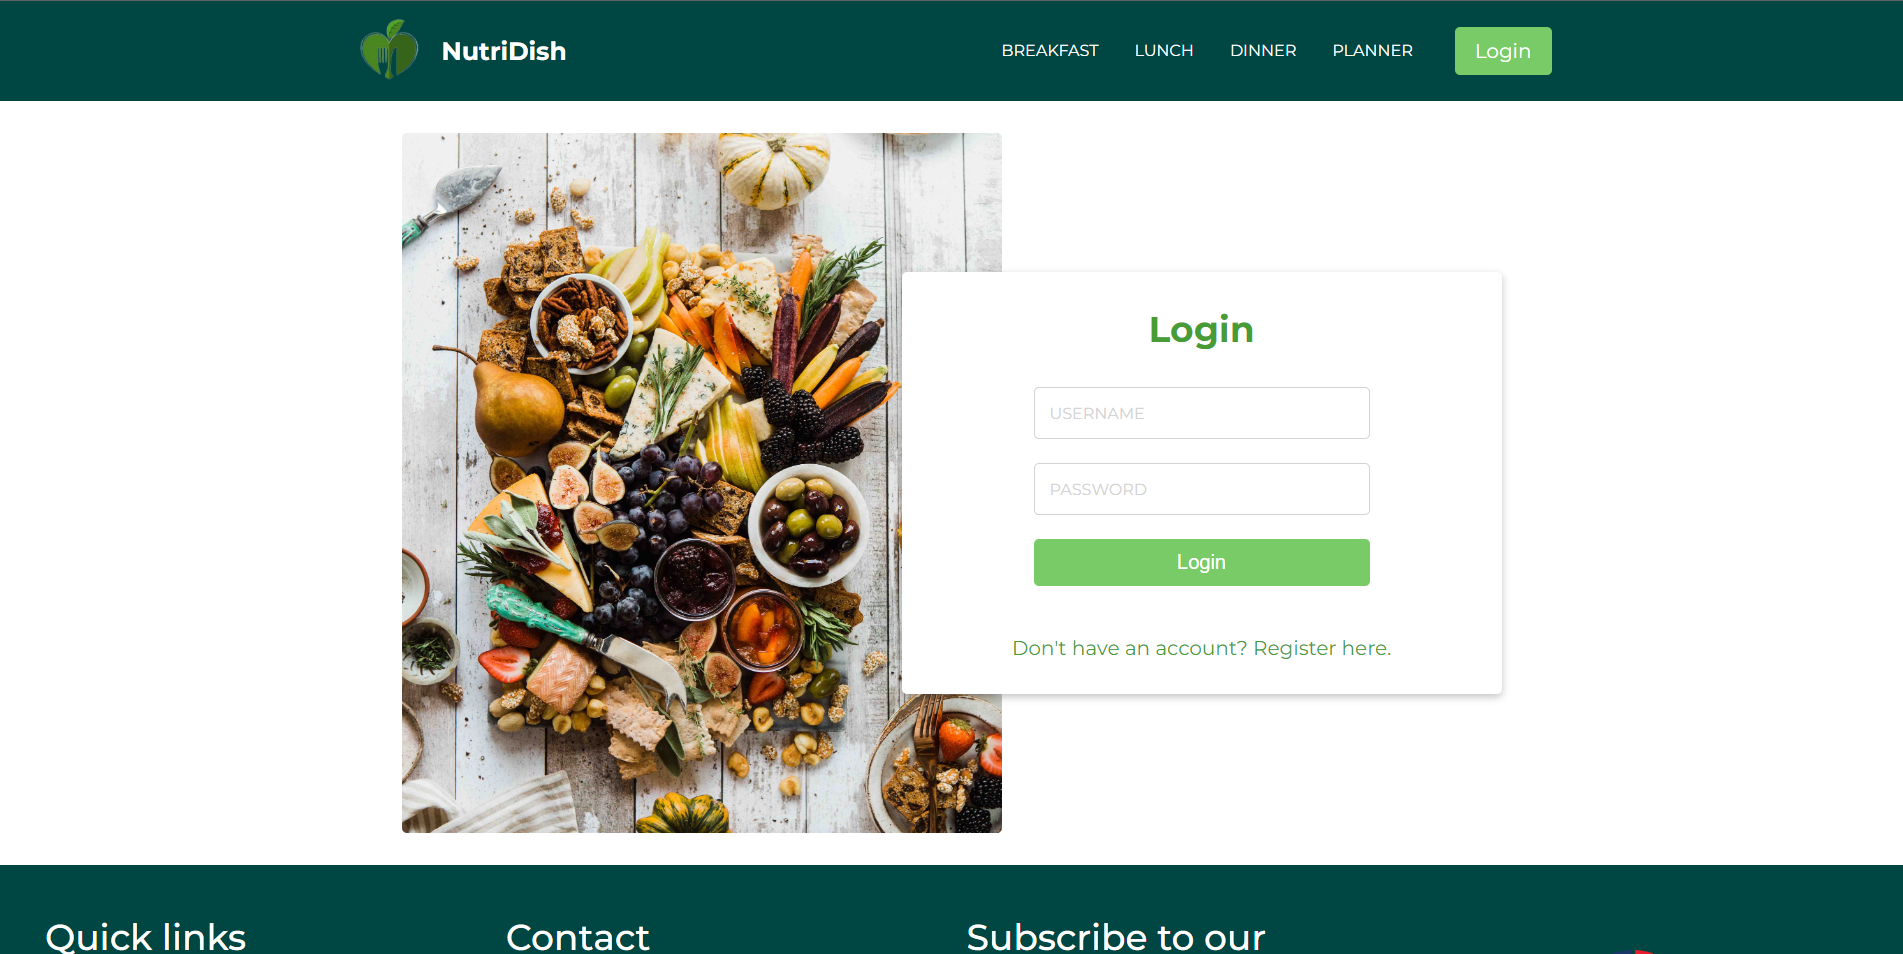 NutriDish
BREAKFAST LUNCH DINNER PLANNER Login
Login
USERNAME
PASSWORD
Login
Don't have an account? Register here.
Quick links
Contact
Subscribe to our